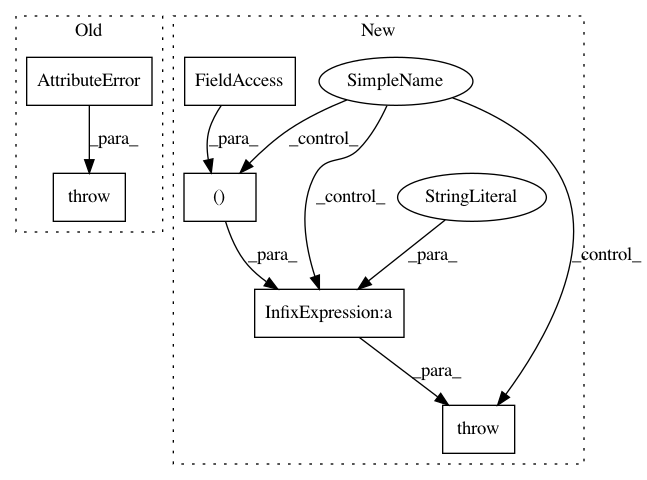 Old
New
AttributeError
FieldAccess
SimpleName
_para_
_para_
_control_
throw
()
_control_
StringLiteral
_para_
_para_
_control_
InfixExpression:a
_para_
throw